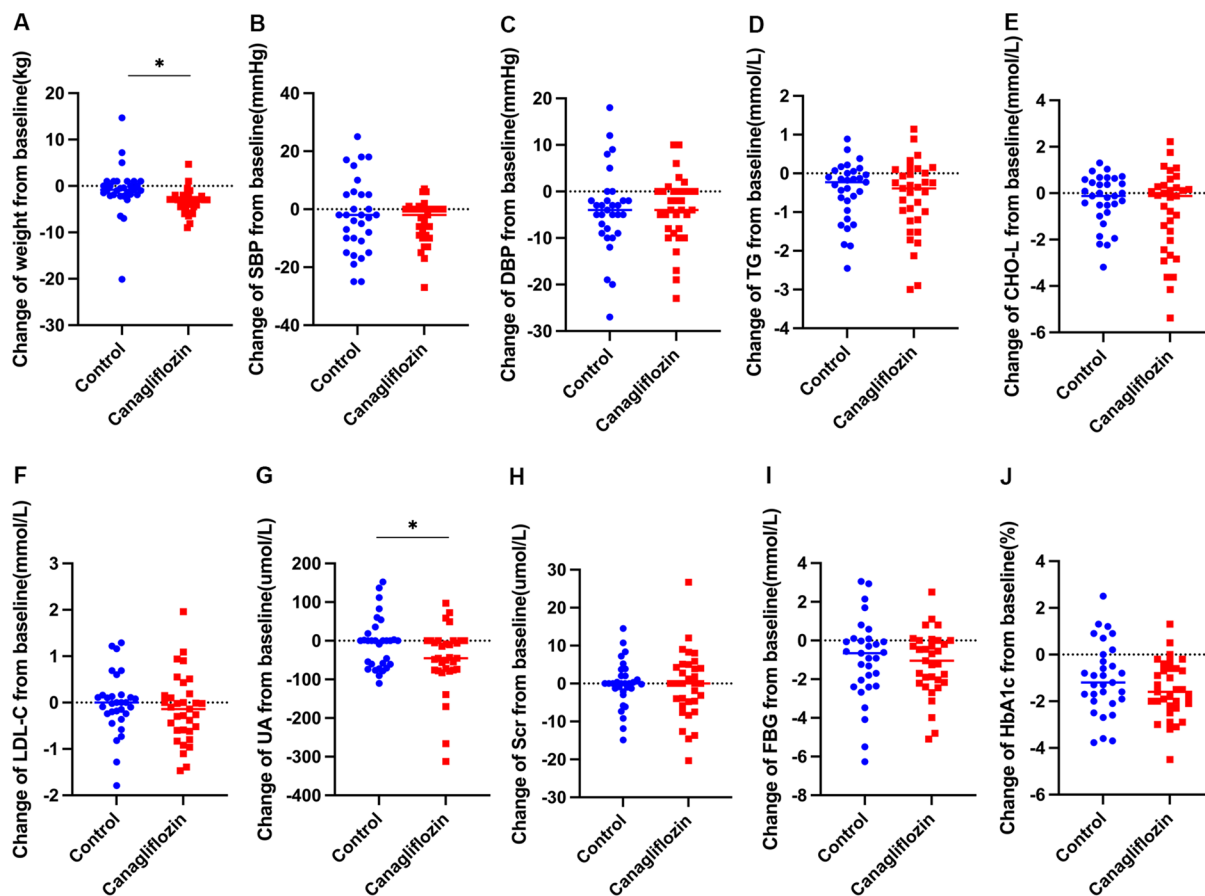 A
Change of weight from baseline(kg)
*
20
10
0
-10
-20
-30
Control
Canagliflozin
B
Change of SBP from baseline(mmHg)
40
20
0
-20
-40
Control
Canagliflozin
C
Change of DBP from baseline(mmHg)
20
10
0
-10
-20
-30
Control
Canagliflozin
D
Change of TG from baseline(mmol/L)
2
1
0
-1
-2
-3
-4
Control
Canagliflozin
E
Change of CHO-L from baseline(mmol/L)
4
2
0
-2
-4
-6
Control
Canagliflozin
F
Change of LDL-C from baseline(mmol/L)
3
2
1
0
-1
-2
Control
Canagliflozin
G
Change of UA from baseline(umol/L)
*
200
100
0
-100
-200
-300
-400
Control
Canagliflozin
H
Change of Scr from baseline(umol/L)
30
20
10
0
-10
-20
-30
Control
Canagliflozin
I
Change of FBG from baseline(mmol/L)
6
4
2
0
-2
-4
-6
-8
Control
Canagliflozin
J
Change of HbA1c from baseline(%)
4
2
0
-2
-4
-6
Control
Canagliflozin